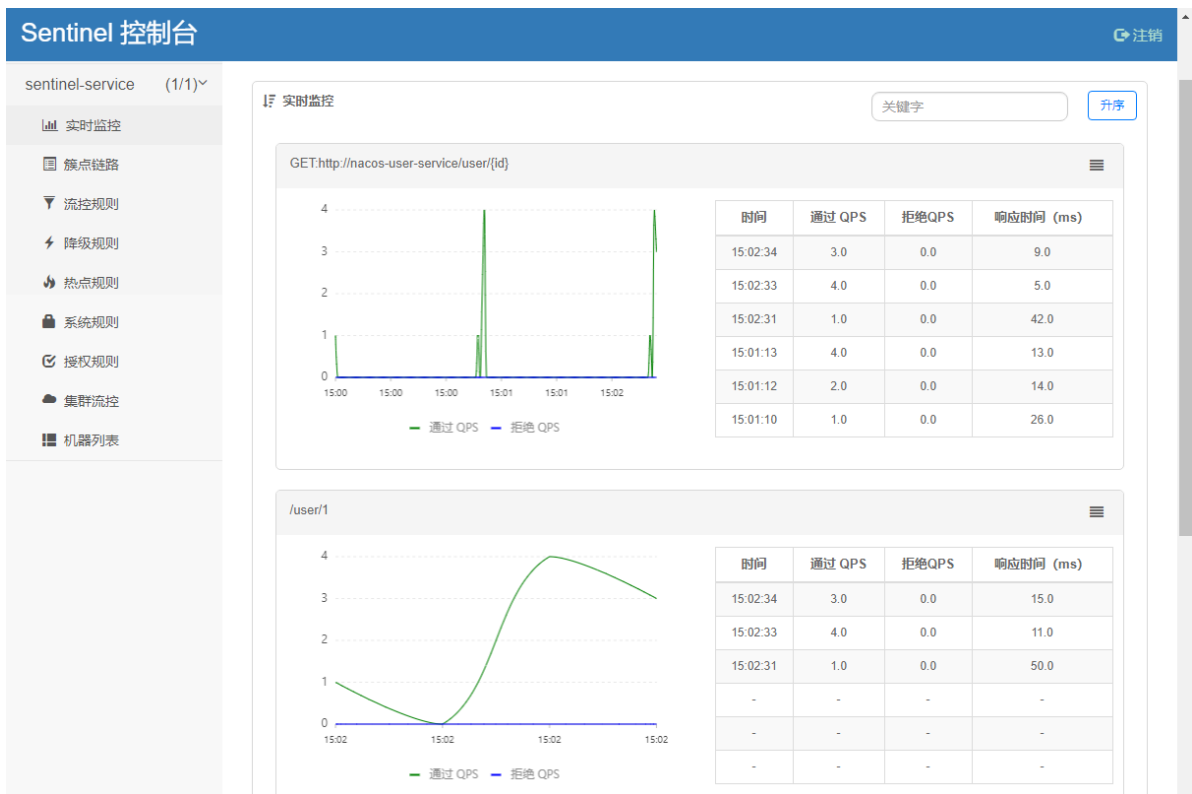 Sentinel 控制台
注销
sentinel-service (1/1)
实时监控
簇点链路
流控规则
降级规则
热点规则
系统规则
授权规则
集群流控
机器列表
实时监控
关键字
升序
GET:http://nacos-user-service/user/{id}
4
3
2
1
0
15:00 15:00 15:00 15:01 15:01 15:02
通过 QPS 拒绝 QPS
时间 通过 QPS 拒绝QPS 响应时间 (ms)
15:02:34 3.0 0.0 9.0
15:02:33 4.0 0.0 5.0
15:02:31 1.0 0.0 42.0
15:01:13 4.0 0.0 13.0
15:01:12 2.0 0.0 14.0
15:01:10 1.0 0.0 26.0
/user/1
4
3
2
1
0
15:02 15:02 15:02 15:02
通过 QPS 拒绝 QPS
时间 通过 QPS 拒绝QPS 响应时间 (ms)
15:02:34 3.0 0.0 15.0
15:02:33 4.0 0.0 11.0
15:02:31 1.0 0.0 50.0
- - - -
- - - -
- - - -